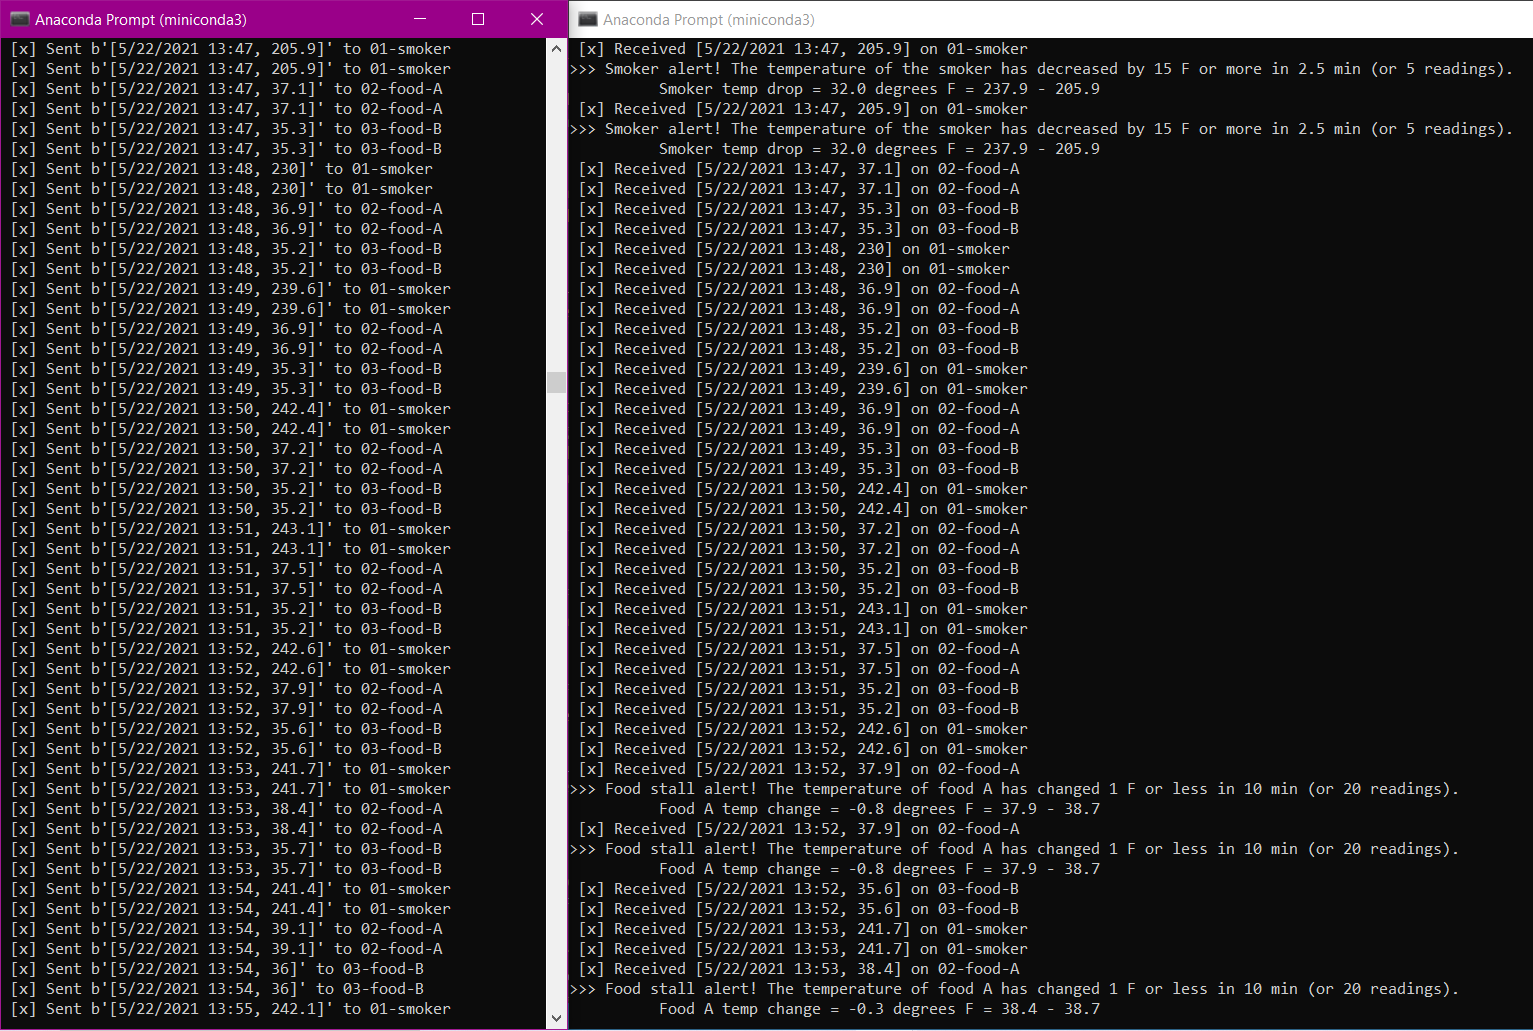 Anaconda Prompt (miniconda3)
[x] Sent b'[5/22/2021 13:47, 205.9]' to 01-smoker
[x] Sent b'[5/22/2021 13:47, 205.9]' to 01-smoker
[x] Sent b'[5/22/2021 13:47, 37.1]' to 02-food-A
[x] Sent b'[5/22/2021 13:47, 37.1]' to 02-food-A
[x] Sent b'[5/22/2021 13:47, 35.3]' to 03-food-B
[x] Sent b'[5/22/2021 13:47, 35.3]' to 03-food-B
[x] Sent b'[5/22/2021 13:48, 230]' to 01-smoker
[x] Sent b'[5/22/2021 13:48, 230]' to 01-smoker
[x] Sent b'[5/22/2021 13:48, 36.9]' to 02-food-A
[x] Sent b'[5/22/2021 13:48, 36.9]' to 02-food-A
[x] Sent b'[5/22/2021 13:48, 35.2]' to 03-food-B
[x] Sent b'[5/22/2021 13:48, 35.2]' to 03-food-B
[x] Sent b'[5/22/2021 13:49, 239.6]' to 01-smoker
[x] Sent b'[5/22/2021 13:49, 239.6]' to 01-smoker
[x] Sent b'[5/22/2021 13:49, 36.9]' to 02-food-A
[x] Sent b'[5/22/2021 13:49, 36.9]' to 02-food-A
[x] Sent b'[5/22/2021 13:49, 35.3]' to 03-food-B
[x] Sent b'[5/22/2021 13:49, 35.3]' to 03-food-B
[x] Sent b'[5/22/2021 13:50, 242.4]' to 01-smoker
[x] Sent b'[5/22/2021 13:50, 242.4]' to 01-smoker
[x] Sent b'[5/22/2021 13:50, 37.2]' to 02-food-A
[x] Sent b'[5/22/2021 13:50, 37.2]' to 02-food-A
[x] Sent b'[5/22/2021 13:50, 35.2]' to 03-food-B
[x] Sent b'[5/22/2021 13:50, 35.2]' to 03-food-B
[x] Sent b'[5/22/2021 13:51, 243.1]' to 01-smoker
[x] Sent b'[5/22/2021 13:51, 243.1]' to 01-smoker
[x] Sent b'[5/22/2021 13:51, 37.5]' to 02-food-A
[x] Sent b'[5/22/2021 13:51, 37.5]' to 02-food-A
[x] Sent b'[5/22/2021 13:51, 35.2]' to 03-food-B
[x] Sent b'[5/22/2021 13:51, 35.2]' to 03-food-B
[x] Sent b'[5/22/2021 13:52, 242.6]' to 01-smoker
[x] Sent b'[5/22/2021 13:52, 242.6]' to 01-smoker
[x] Sent b'[5/22/2021 13:52, 37.9]' to 02-food-A
[x] Sent b'[5/22/2021 13:52, 37.9]' to 02-food-A
[x] Sent b'[5/22/2021 13:52, 35.6]' to 03-food-B
[x] Sent b'[5/22/2021 13:52, 35.6]' to 03-food-B
[x] Sent b'[5/22/2021 13:53, 241.7]' to 01-smoker
[x] Sent b'[5/22/2021 13:53, 241.7]' to 01-smoker
[x] Sent b'[5/22/2021 13:53, 38.4]' to 02-food-A
[x] Sent b'[5/22/2021 13:53, 38.4]' to 02-food-A
[x] Sent b'[5/22/2021 13:53, 35.7]' to 03-food-B
[x] Sent b'[5/22/2021 13:53, 35.7]' to 03-food-B
[x] Sent b'[5/22/2021 13:54, 241.4]' to 01-smoker
[x] Sent b'[5/22/2021 13:54, 241.4]' to 01-smoker
[x] Sent b'[5/22/2021 13:54, 39.1]' to 02-food-A
[x] Sent b'[5/22/2021 13:54, 39.1]' to 02-food-A
[x] Sent b'[5/22/2021 13:54, 36]' to 03-food-B
[x] Sent b'[5/22/2021 13:54, 36]' to 03-food-B
[x] Sent b'[5/22/2021 13:55, 242.1]' to 01-smoker
Anaconda Prompt (miniconda3)
[x] Received [5/22/2021 13:47, 205.9] on 01-smoker
>>> Smoker alert! The temperature of the smoker has decreased by 15 F or more in 2.5 min (or 5 readings).
Smoker temp drop = 32.0 degrees F = 237.9 - 205.9
[x] Received [5/22/2021 13:47, 205.9] on 01-smoker
>>> Smoker alert! The temperature of the smoker has decreased by 15 F or more in 2.5 min (or 5 readings).
Smoker temp drop = 32.0 degrees F = 237.9 - 205.9
[x] Received [5/22/2021 13:47, 37.1] on 02-food-A
[x] Received [5/22/2021 13:47, 37.1] on 02-food-A
[x] Received [5/22/2021 13:47, 35.3] on 03-food-B
[x] Received [5/22/2021 13:47, 35.3] on 03-food-B
[x] Received [5/22/2021 13:48, 230] on 01-smoker
[x] Received [5/22/2021 13:48, 230] on 01-smoker
[x] Received [5/22/2021 13:48, 36.9] on 02-food-A
[x] Received [5/22/2021 13:48, 36.9] on 02-food-A
[x] Received [5/22/2021 13:48, 35.2] on 03-food-B
[x] Received [5/22/2021 13:48, 35.2] on 03-food-B
[x] Received [5/22/2021 13:49, 239.6] on 01-smoker
[x] Received [5/22/2021 13:49, 239.6] on 01-smoker
[x] Received [5/22/2021 13:49, 36.9] on 02-food-A
[x] Received [5/22/2021 13:49, 36.9] on 02-food-A
[x] Received [5/22/2021 13:49, 35.3] on 03-food-B
[x] Received [5/22/2021 13:49, 35.3] on 03-food-B
[x] Received [5/22/2021 13:50, 242.4] on 01-smoker
[x] Received [5/22/2021 13:50, 242.4] on 01-smoker
[x] Received [5/22/2021 13:50, 37.2] on 02-food-A
[x] Received [5/22/2021 13:50, 37.2] on 02-food-A
[x] Received [5/22/2021 13:50, 35.2] on 03-food-B
[x] Received [5/22/2021 13:50, 35.2] on 03-food-B
[x] Received [5/22/2021 13:51, 243.1] on 01-smoker
[x] Received [5/22/2021 13:51, 243.1] on 01-smoker
[x] Received [5/22/2021 13:51, 37.5] on 02-food-A
[x] Received [5/22/2021 13:51, 37.5] on 02-food-A
[x] Received [5/22/2021 13:51, 35.2] on 03-food-B
[x] Received [5/22/2021 13:51, 35.2] on 03-food-B
[x] Received [5/22/2021 13:52, 242.6] on 01-smoker
[x] Received [5/22/2021 13:52, 242.6] on 01-smoker
[x] Received [5/22/2021 13:52, 37.9] on 02-food-A
>>> Food stall alert! The temperature of food A has changed 1 F or less in 10 min (or 20 readings).
Food A temp change = -0.8 degrees F = 37.9 - 38.7
[x] Received [5/22/2021 13:52, 37.9] on 02-food-A
>>> Food stall alert! The temperature of food A has changed 1 F or less in 10 min (or 20 readings).
Food A temp change = -0.8 degrees F = 37.9 - 38.7
[x] Received [5/22/2021 13:52, 35.6] on 03-food-B
[x] Received [5/22/2021 13:52, 35.6] on 03-food-B
[x] Received [5/22/2021 13:53, 241.7] on 01-smoker
[x] Received [5/22/2021 13:53, 241.7] on 01-smoker
[x] Received [5/22/2021 13:53, 38.4] on 02-food-A
>>> Food stall alert! The temperature of food A has changed 1 F or less in 10 min (or 20 readings).
Food A temp change = -0.3 degrees F = 38.4 - 38.7